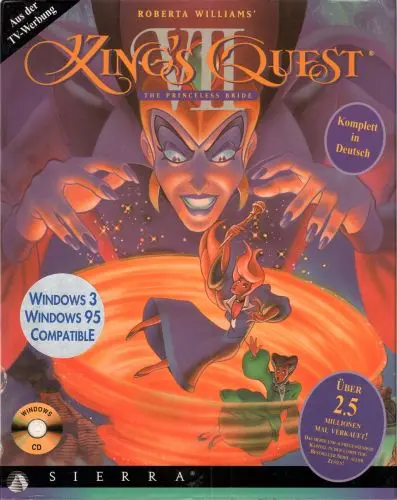 Aus der
TV-Werbung
ROBERTA WILLIAMS'
KING'S QUEST®
VII
THE PRINCELESS BRIDE
Komplett
in
Deutsch
WINDOWS 3
WINDOWS 95
COMPATIBLE
WINDOWS
CD
ÜBER
2.5
MILLIONEN
MAL VERKAUFT!
SIERRA®